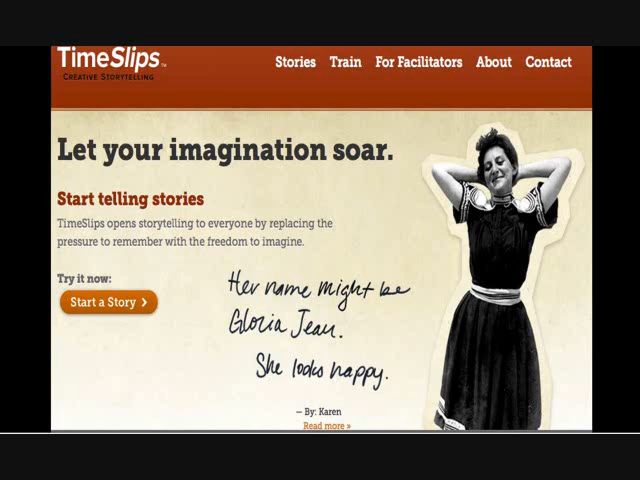 TimeSlips™
Creative Storytelling
Stories Train For Facilitators About Contact
Let your imagination soar.
Start telling stories
TimeSlips opens storytelling to everyone by replacing the
pressure to remember with the freedom to imagine.
Try it now:
Start a Story ❯
Her name might be
Gloria Jean.
She looks happy.
— By: Karen
Read more »